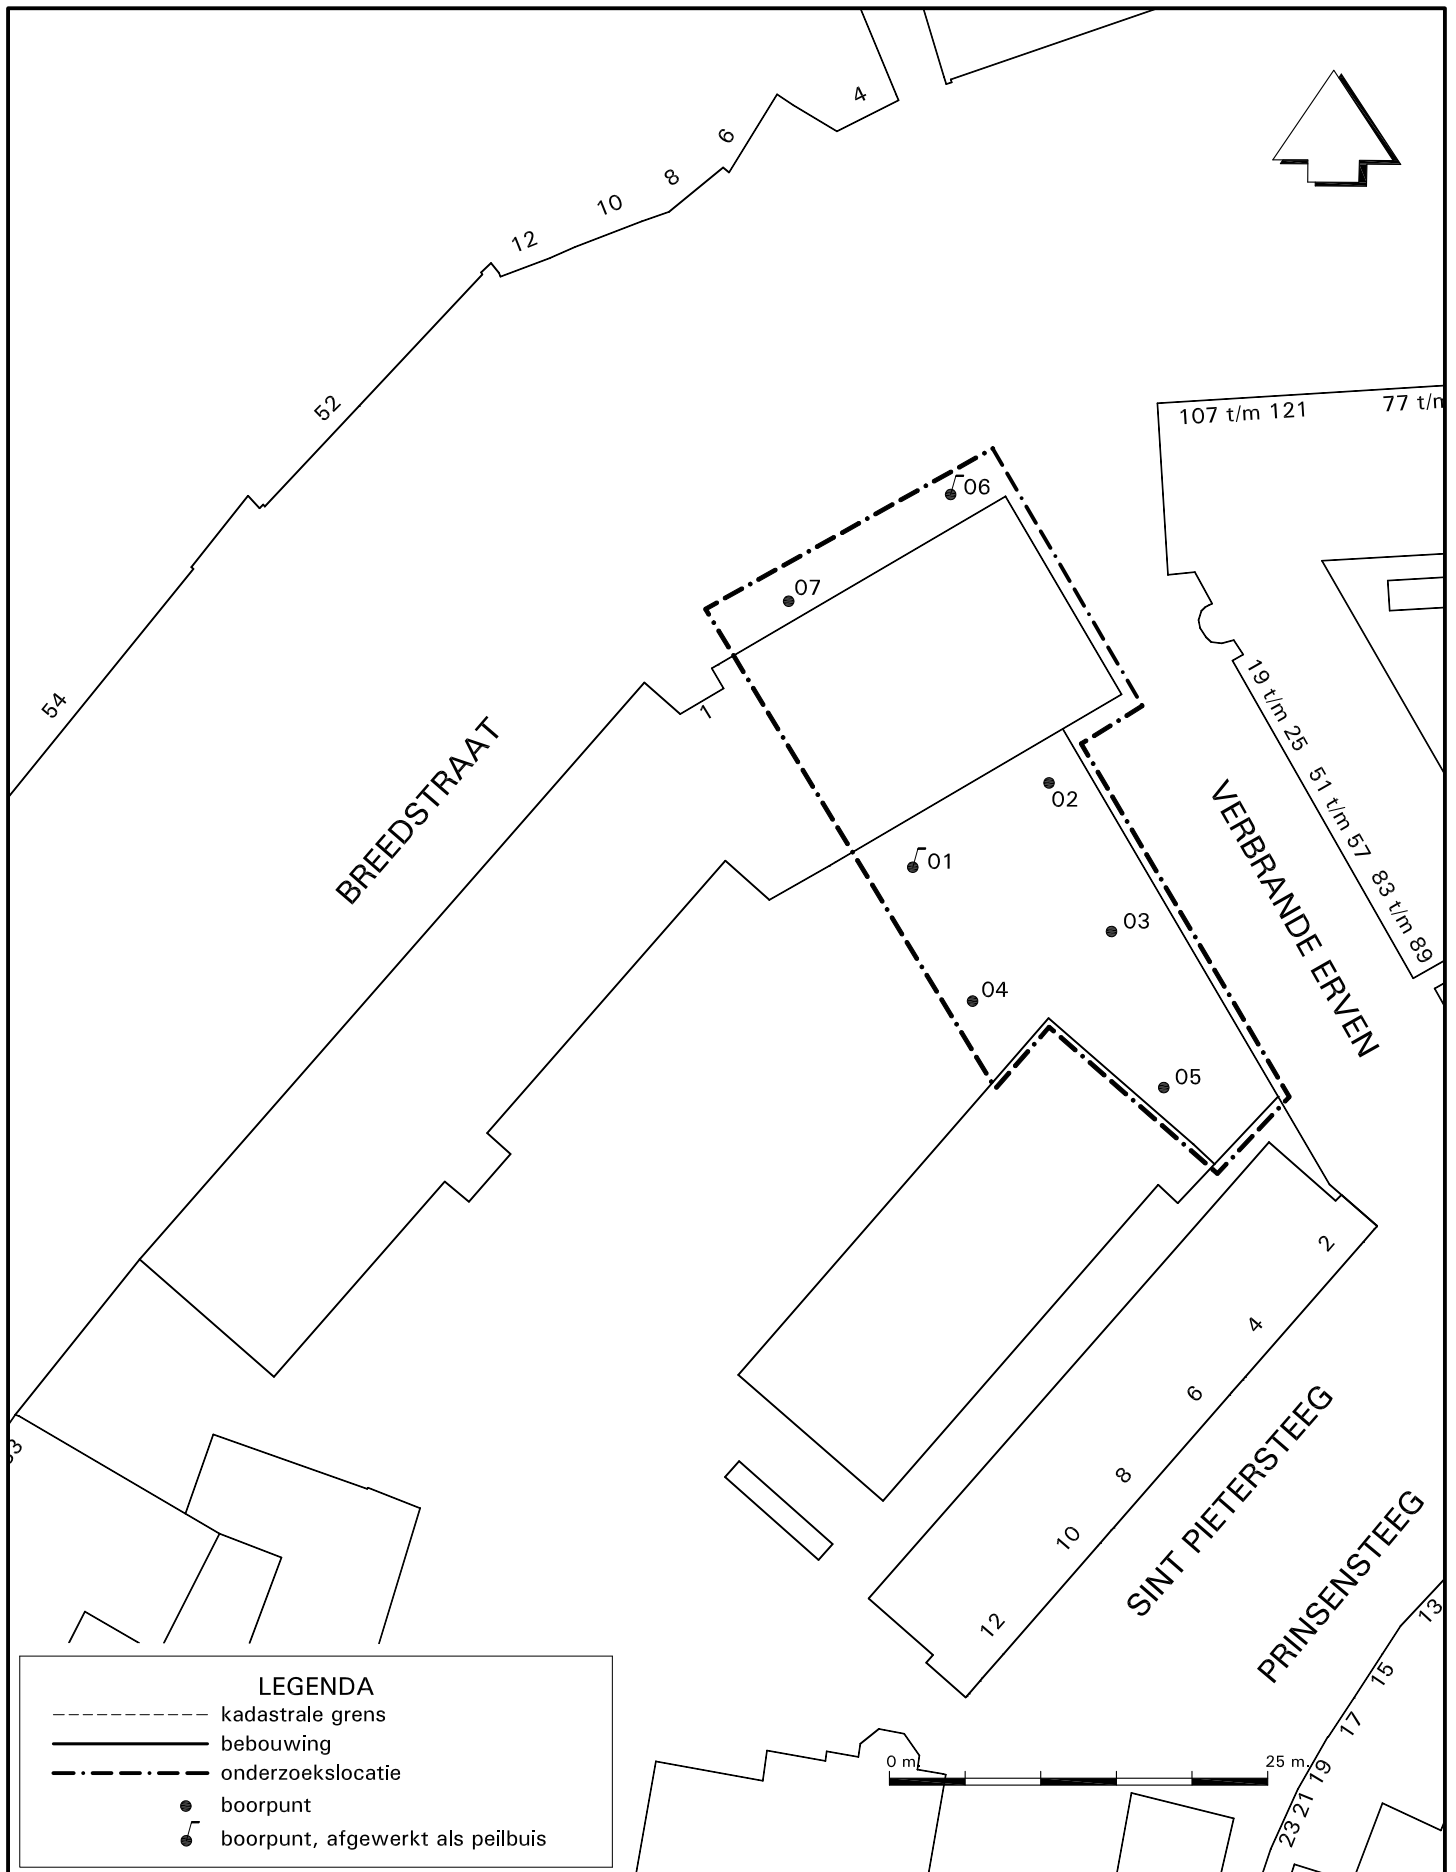 4
6
8
10
12
52
54
107 t/m 121
77 t/m
06
07
1
19 t/m 25
51 t/m 57
83 t/m 89
BREEDSTRAAT
VERBRANDE ERVEN
02
01
03
04
05
2
4
6
8
10
12
SINT PIETERSTEEG
PRINSENSTEEG
13
15
17
19
21
23
0 m.
25 m.
LEGENDA
kadastrale grens
bebouwing
onderzoekslocatie
boorpunt
boorpunt, afgewerkt als peilbuis